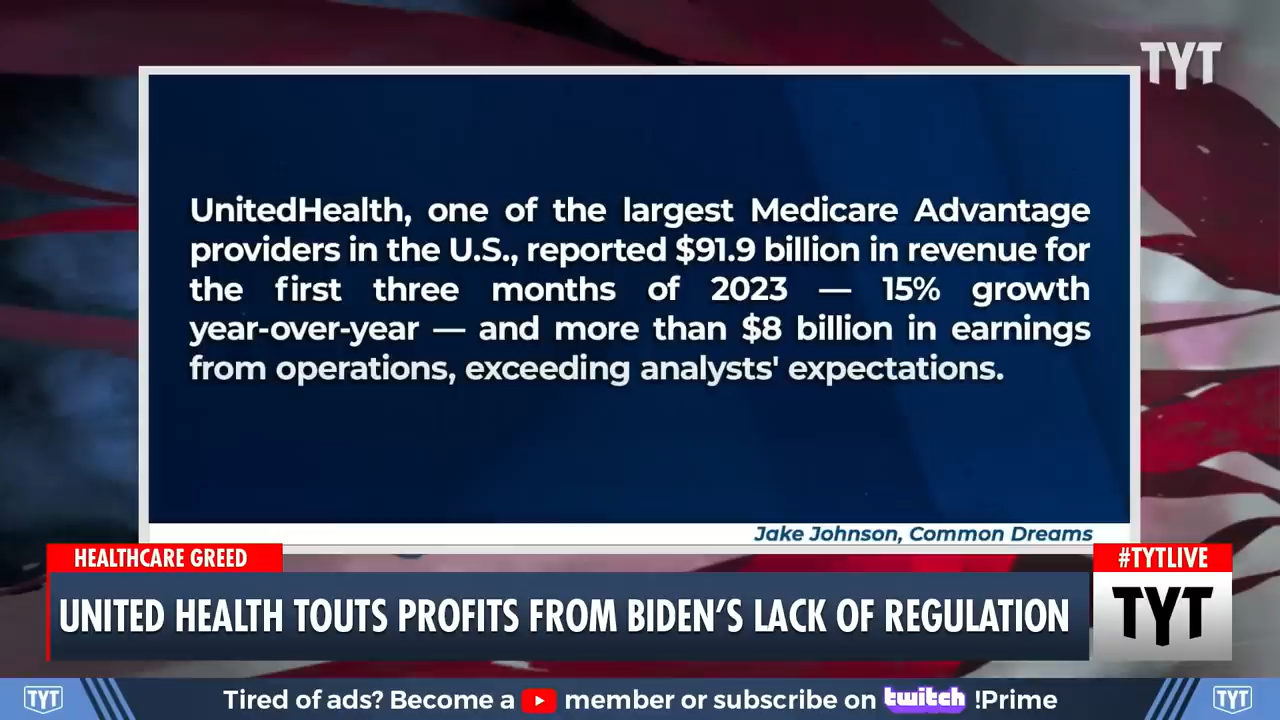 TYT
UnitedHealth, one of the largest Medicare Advantage
providers in the U.S., reported $91.9 billion in revenue for
the first three months of 2023 — 15% growth
year-over-year — and more than $8 billion in earnings
from operations, exceeding analysts' expectations.
Jake Johnson, Common Dreams
HEALTHCARE GREED
#TYTLIVE
UNITED HEALTH TOUTS PROFITS FROM BIDEN'S LACK OF REGULATION
TYT
TYT
Tired of ads? Become a member or subscribe on twitch !Prime
TYT